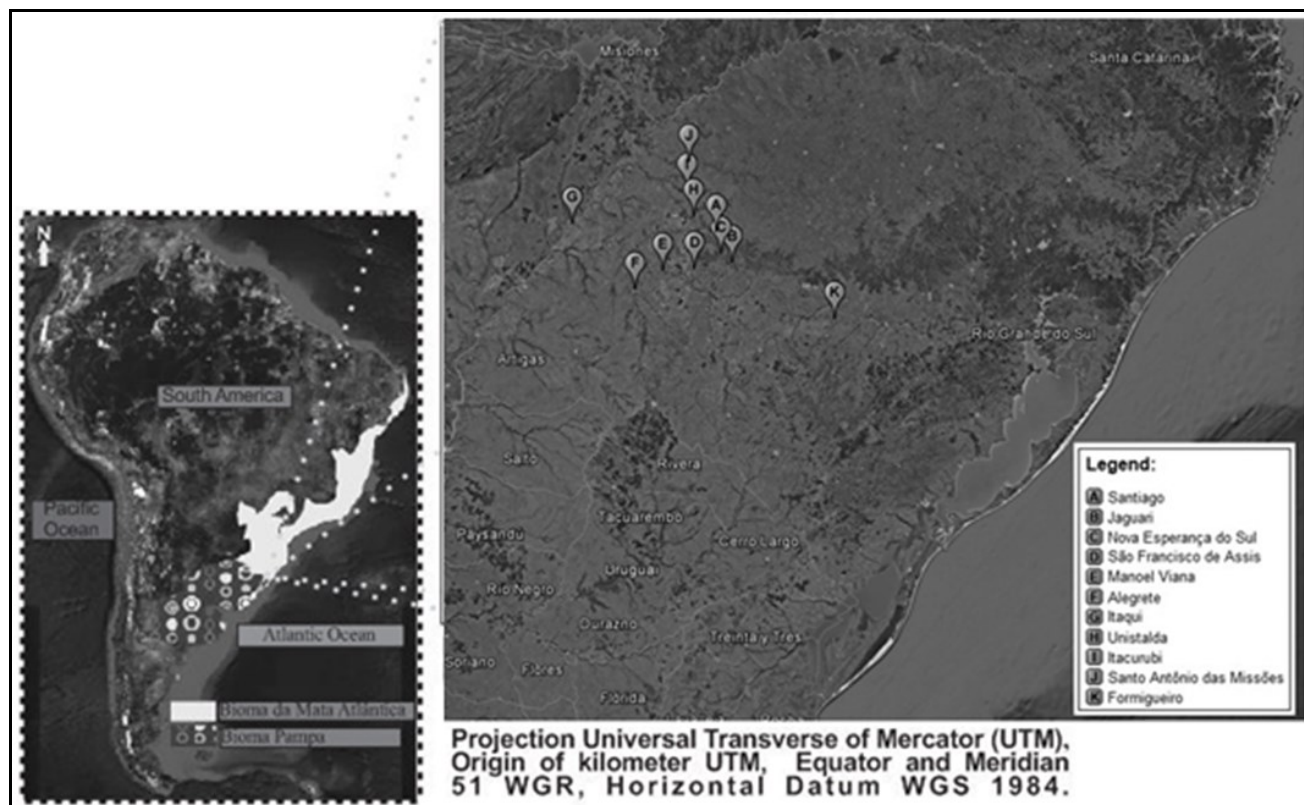 N
South America
Pacific
Ocean
Atlantic Ocean
Bioma da Mata Atlântica
Bioma Pampa
Misiones
Santa Catarina
J
I
H
G
A
C
B
E
D
F
K
Rio Grande do Sul
Artigas
Salto
Rivera
Tacuarembo
Paysandú
Cerro Largo
Uruguai
Rio Negro
Durazno
Treinta y Tres
Soriano
Flores
Florida
Legend:
A Santiago
B Jaguari
C Nova Esperança do Sul
D São Francisco de Assis
E Manoel Viana
F Alegrete
G Itaqui
H Unistalda
I Itacurubi
J Santo Antônio das Missões
K Formigueiro
Projection Universal Transverse of Mercator (UTM),
Origin of kilometer UTM, Equator and Meridian
51 WGR, Horizontal Datum WGS 1984.